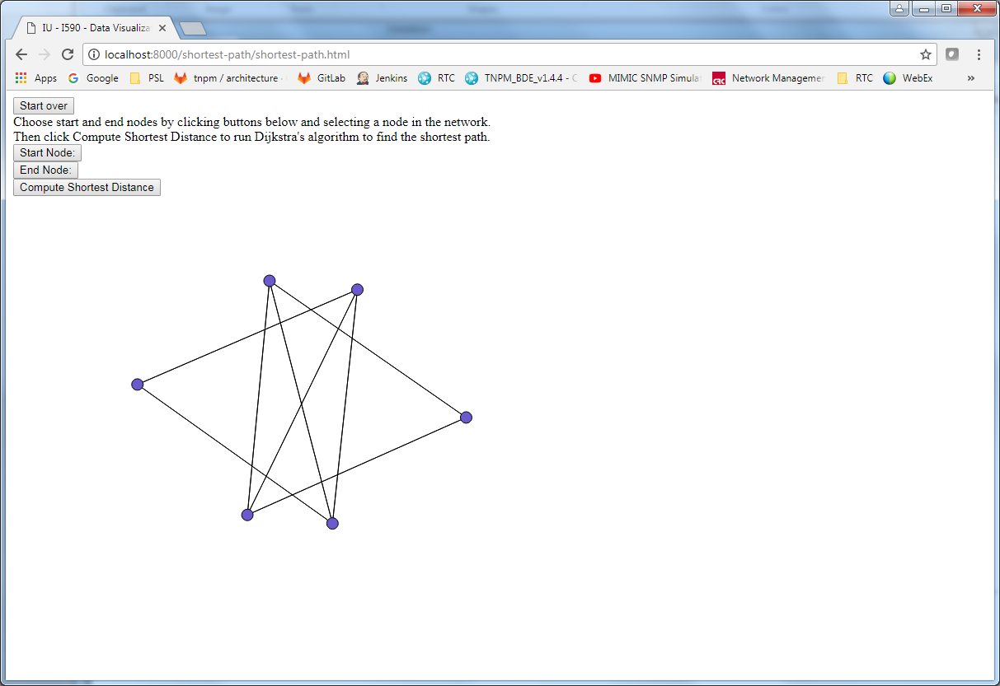 IU - I590 - Data Visualiza
localhost:8000/shortest-path/shortest-path.html
Apps Google PSL tnpm / architecture · GitLab Jenkins RTC TNPM_BDE_v1.4.4 - C MIMIC SNMP Simula Network Managemen RTC WebEx »
Start over
Choose start and end nodes by clicking buttons below and selecting a node in the network.
Then click Compute Shortest Distance to run Dijkstra's algorithm to find the shortest path.
Start Node:
End Node:
Compute Shortest Distance